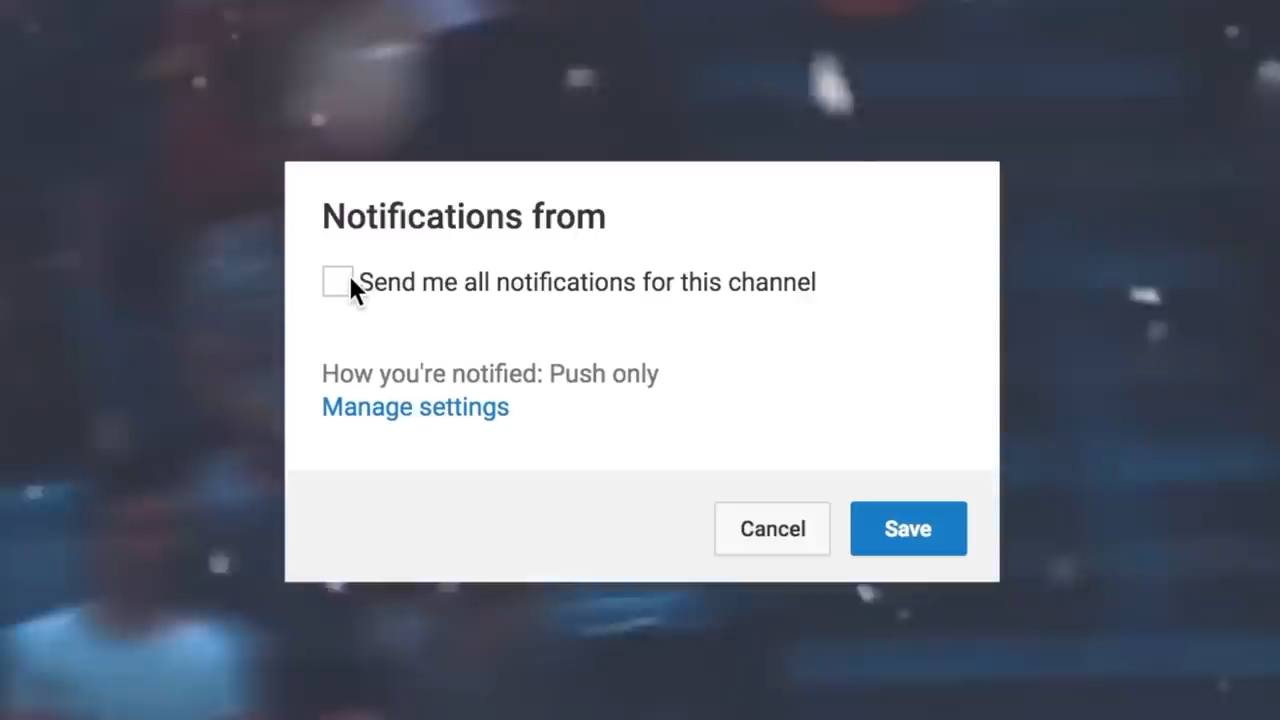 Notifications from
Send me all notifications for this channel
How you're notified: Push only
Manage settings
Cancel
Save